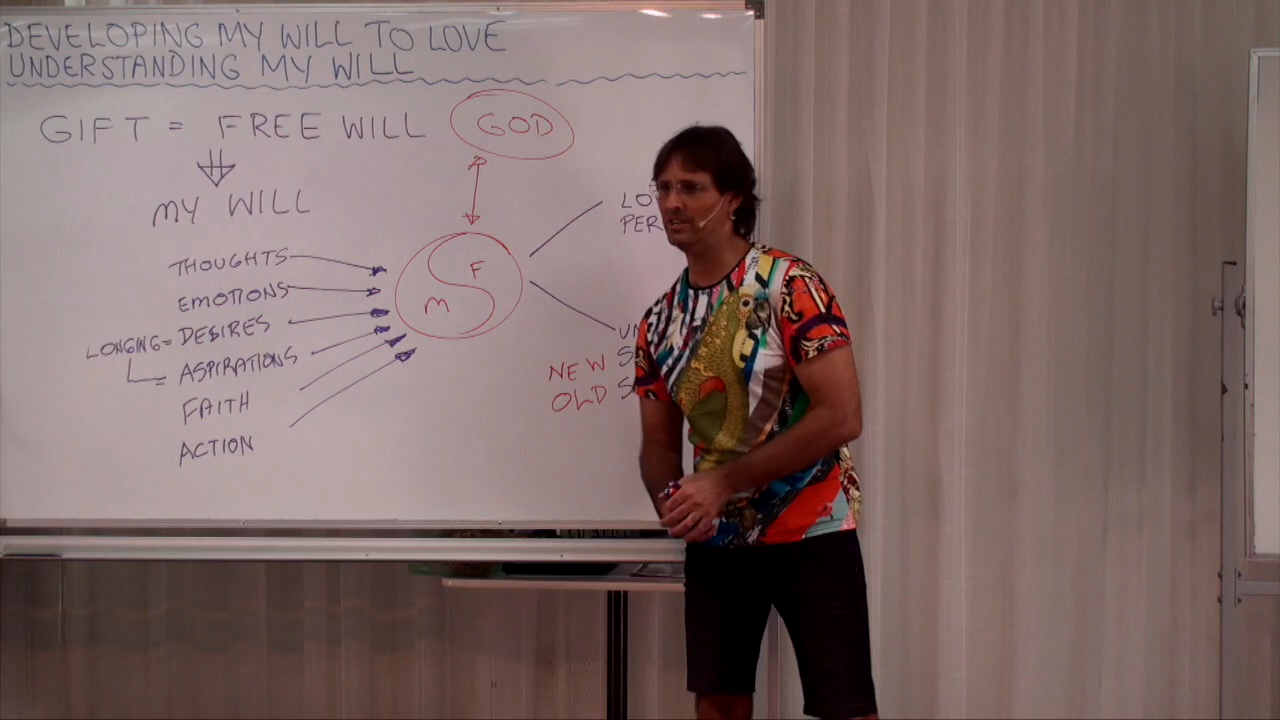 DEVELOPING MY WILL TO LOVE
UNDERSTANDING MY WILL
GIFT = FREE WILL
GOD
MY WILL
THOUGHTS
EMOTIONS
LONGING = DESIRES
= ASPIRATIONS
FAITH
ACTION
F
M
NEW
OLD